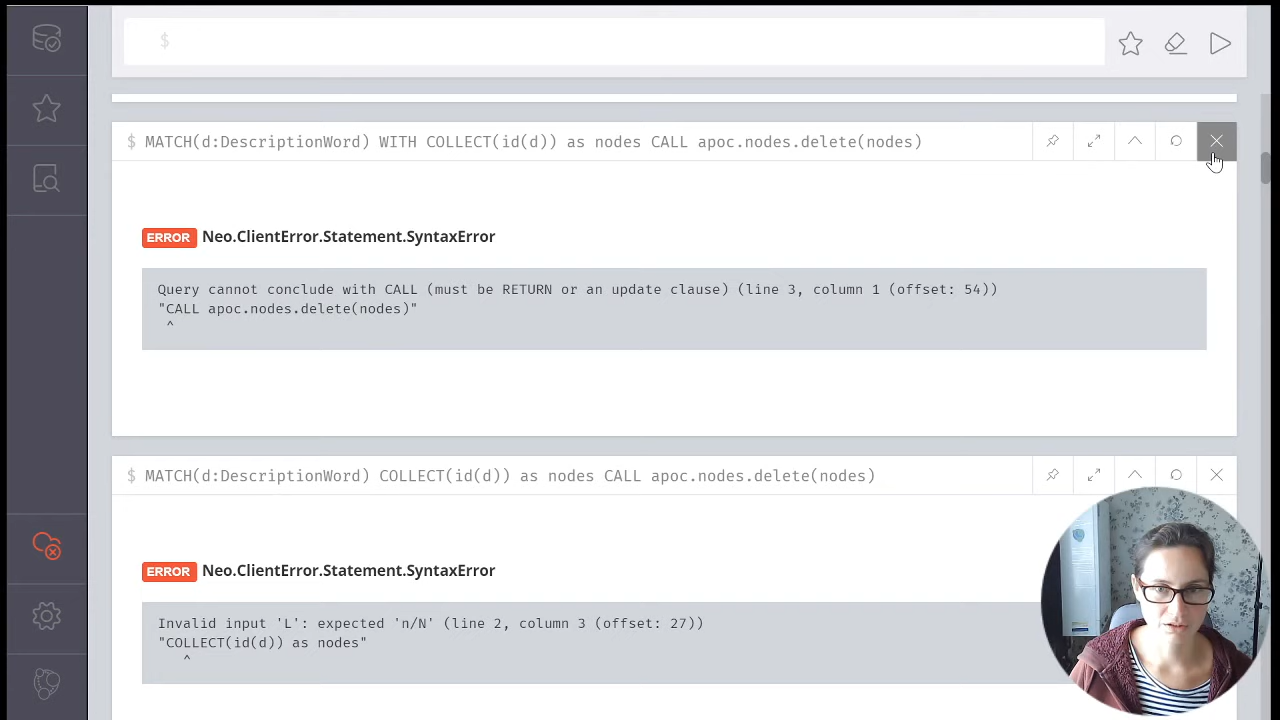 $
$ MATCH(d:DescriptionWord) WITH COLLECT(id(d)) as nodes CALL apoc.nodes.delete(nodes)
ERROR Neo.ClientError.Statement.SyntaxError
Query cannot conclude with CALL (must be RETURN or an update clause) (line 3, column 1 (offset: 54))
"CALL apoc.nodes.delete(nodes)"
^
$ MATCH(d:DescriptionWord) COLLECT(id(d)) as nodes CALL apoc.nodes.delete(nodes)
ERROR Neo.ClientError.Statement.SyntaxError
Invalid input 'L': expected 'n/N' (line 2, column 3 (offset: 27))
"COLLECT(id(d)) as nodes"
^